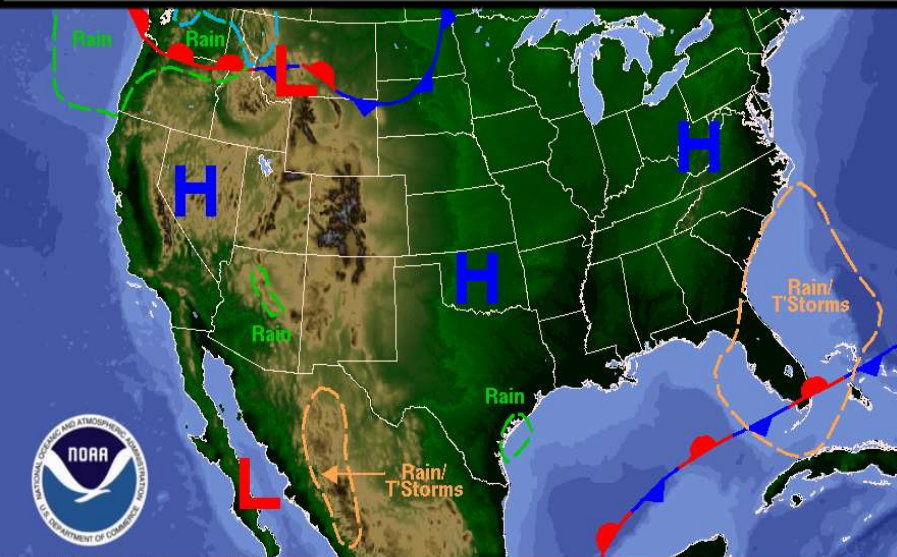 Rain
Rain
L
H
H
H
Rain/
T'Storms
Rain
Rain
L
Rain/
T'Storms
NATIONAL OCEANIC AND ATMOSPHERIC ADMINISTRATION
NOAA
U.S. DEPARTMENT OF COMMERCE